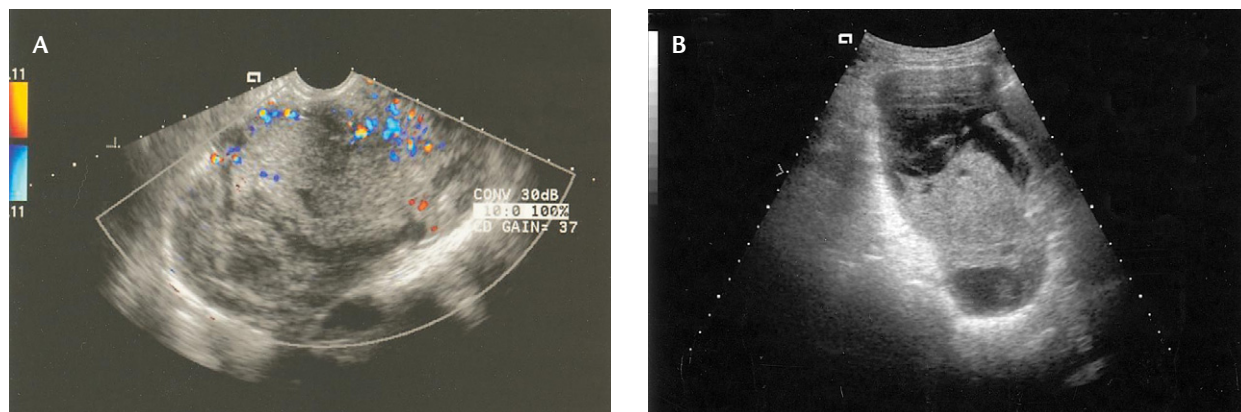 A
.11
.11
CONV 30dB
10:0 100%
CD GAIN= 37
B